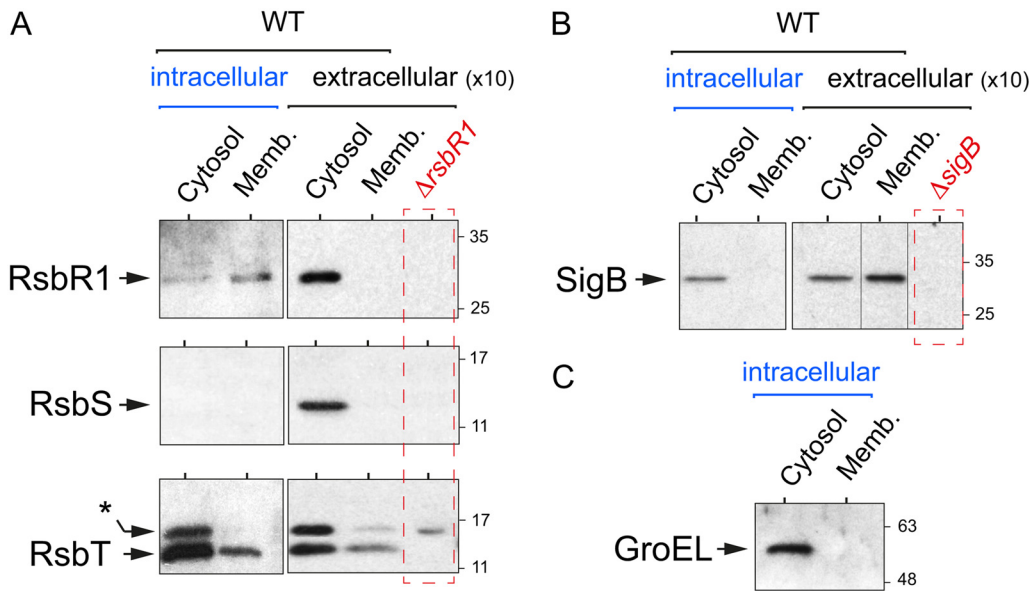 A
WT
intracellular
extracellular (x10)
Cytosol
Memb.
Cytosol
Memb.
ΔrsbR1
RsbR1
35
25
RsbS
17
11
*
RsbT
17
11
B
WT
intracellular
extracellular (x10)
Cytosol
Memb.
Cytosol
Memb.
ΔsigB
SigB
35
25
C
intracellular
Cytosol
Memb.
GroEL
63
48